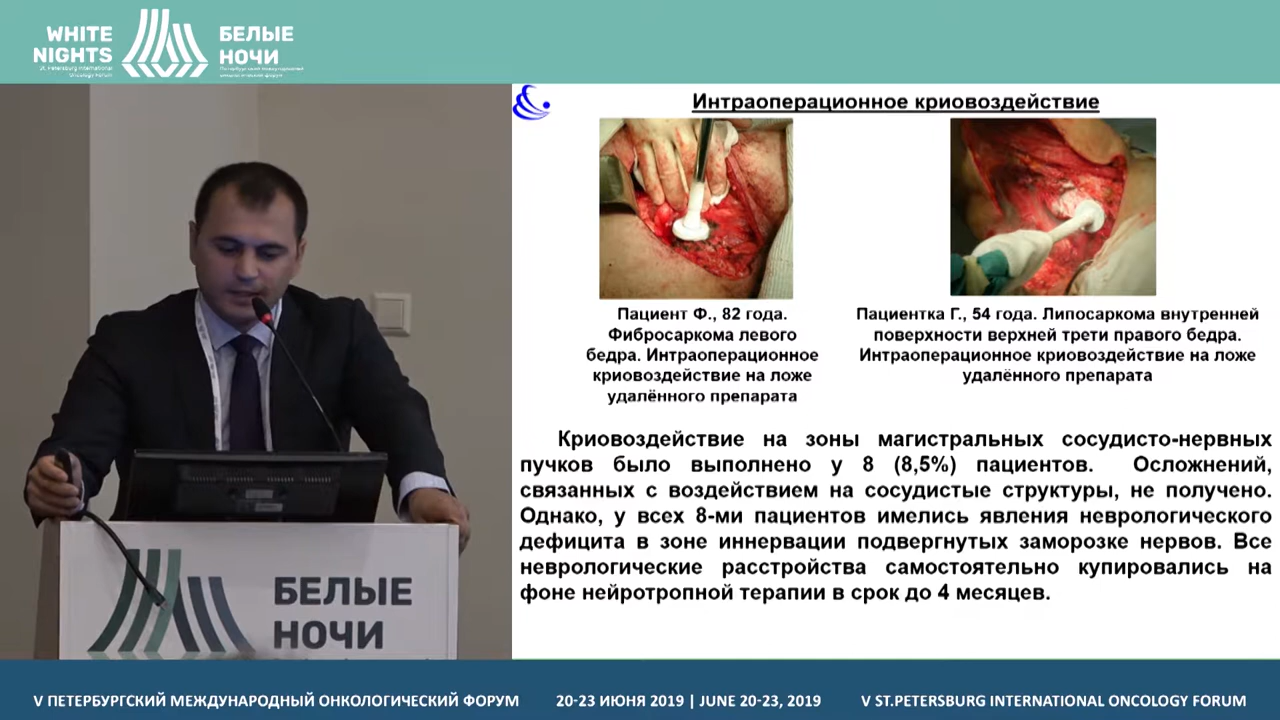 WHITE
NIGHTS
St. Petersburg International
Oncology Forum
БЕЛЫЕ
НОЧИ
Петербургский международный
онкологический форум
Интраоперационное криовоздействие
Пациент Ф., 82 года.
Фибросаркома левого
бедра. Интраоперационное
криовоздействие на ложе
удалённого препарата
Пациентка Г., 54 года. Липосаркома внутренней
поверхности верхней трети правого бедра.
Интраоперационное криовоздействие на ложе
удалённого препарата
Криовоздействие на зоны магистральных сосудисто-нервных
пучков было выполнено у 8 (8,5%) пациентов. Осложнений,
связанных с воздействием на сосудистые структуры, не получено.
Однако, у всех 8-ми пациентов имелись явления неврологического
дефицита в зоне иннервации подвергнутых заморозке нервов. Все
неврологические расстройства самостоятельно купировались на
фоне нейротропной терапии в срок до 4 месяцев.
БЕЛЫЕ
НОЧИ
V ПЕТЕРБУРГСКИЙ МЕЖДУНАРОДНЫЙ ОНКОЛОГИЧЕСКИЙ ФОРУМ
20-23 ИЮНЯ 2019 | JUNE 20-23, 2019
V ST.PETERSBURG INTERNATIONAL ONCOLOGY FORUM